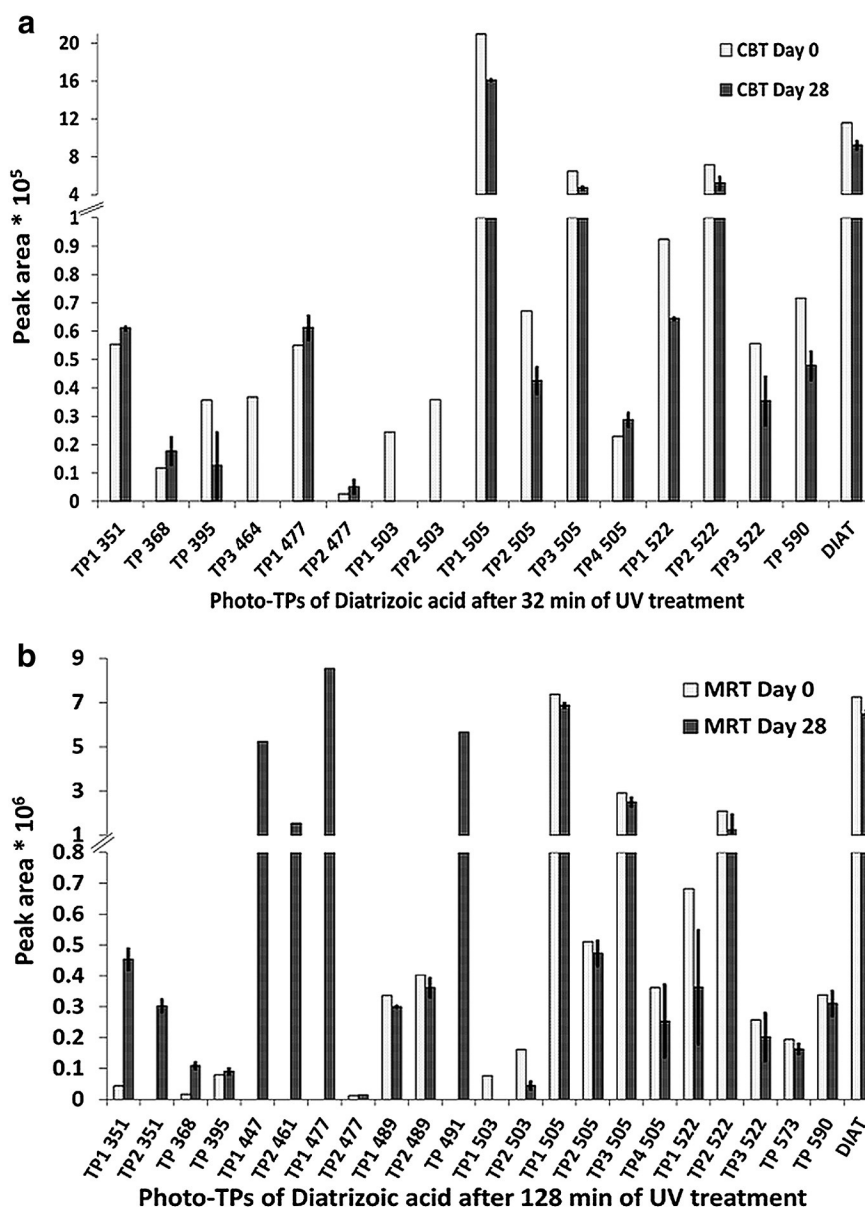 a
20
16
12
8
4
1
0.9
0.8
0.7
0.6
0.5
0.4
0.3
0.2
0.1
0
Peak area * 10⁵
CBT Day 0
CBT Day 28
TP1 351
TP 368
TP 395
TP3 464
TP1 477
TP2 477
TP1 503
TP2 503
TP1 505
TP2 505
TP3 505
TP4 505
TP1 522
TP2 522
TP3 522
TP 590
DIAT
Photo-TPs of Diatrizoic acid after 32 min of UV treatment
b
9
7
5
3
1
0.8
0.7
0.6
0.5
0.4
0.3
0.2
0.1
0
Peak area * 10⁶
MRT Day 0
MRT Day 28
TP1 351
TP2 351
TP 368
TP 395
TP1 447
TP2 461
TP1 477
TP2 477
TP1 489
TP2 489
TP 491
TP1 503
TP2 503
TP1 505
TP2 505
TP3 505
TP4 505
TP1 522
TP2 522
TP3 522
TP 573
TP 590
DIAT
Photo-TPs of Diatrizoic acid after 128 min of UV treatment